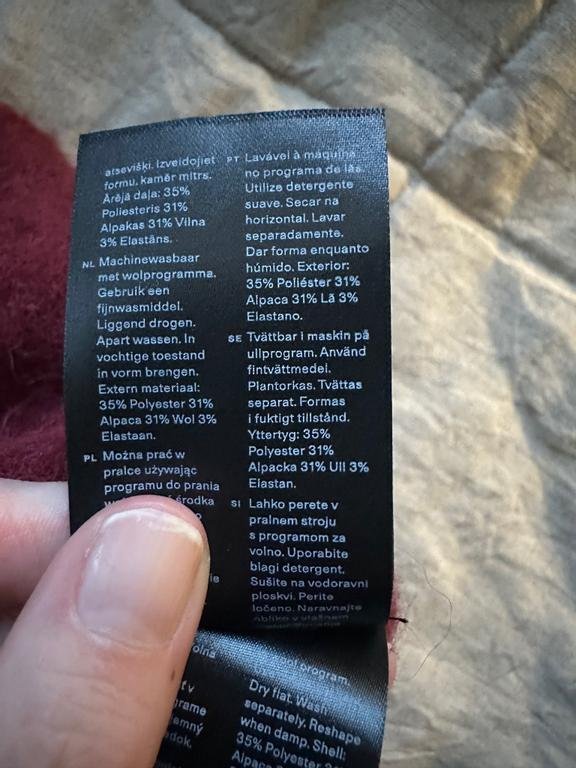 atsevišķi. Izveidojiet
formu, kamēr mitrs.
Ārējā daļa: 35%
Poliesteris 31%
Alpakas 31% Vilna
3% Elastāns.
NL Machinewasbaar
met wolprogramma.
Gebruik een
fijnwasmiddel.
Liggend drogen.
Apart wassen. In
vochtige toestand
in vorm brengen.
Extern materiaal:
35% Polyester 31%
Alpaca 31% Wol 3%
Elastaan.
PL Można prać w
pralce używając
programu do prania
środka
PT Lavável à máquina
no programa de lãs.
Utilize detergente
suave. Secar na
horizontal. Lavar
separadamente.
Dar forma enquanto
húmido. Exterior:
35% Poliéster 31%
Alpaca 31% Lã 3%
Elastano.
SE Tvättbar i maskin på
ullprogram. Använd
fintvättmedel.
Plantorkas. Tvättas
separat. Formas
i fuktigt tillstånd.
Yttertyg: 35%
Polyester 31%
Alpacka 31% Ull 3%
Elastan.
SI Lahko perete v
pralnem stroju
s programom za
volno. Uporabite
blagi detergent.
Sušite na vodoravni
ploskvi. Perite
ločeno. Naravnajte
obliko v vlažnem
program.
Dry flat. Wash
separately. Reshape
when damp. Shell:
35% Polyester